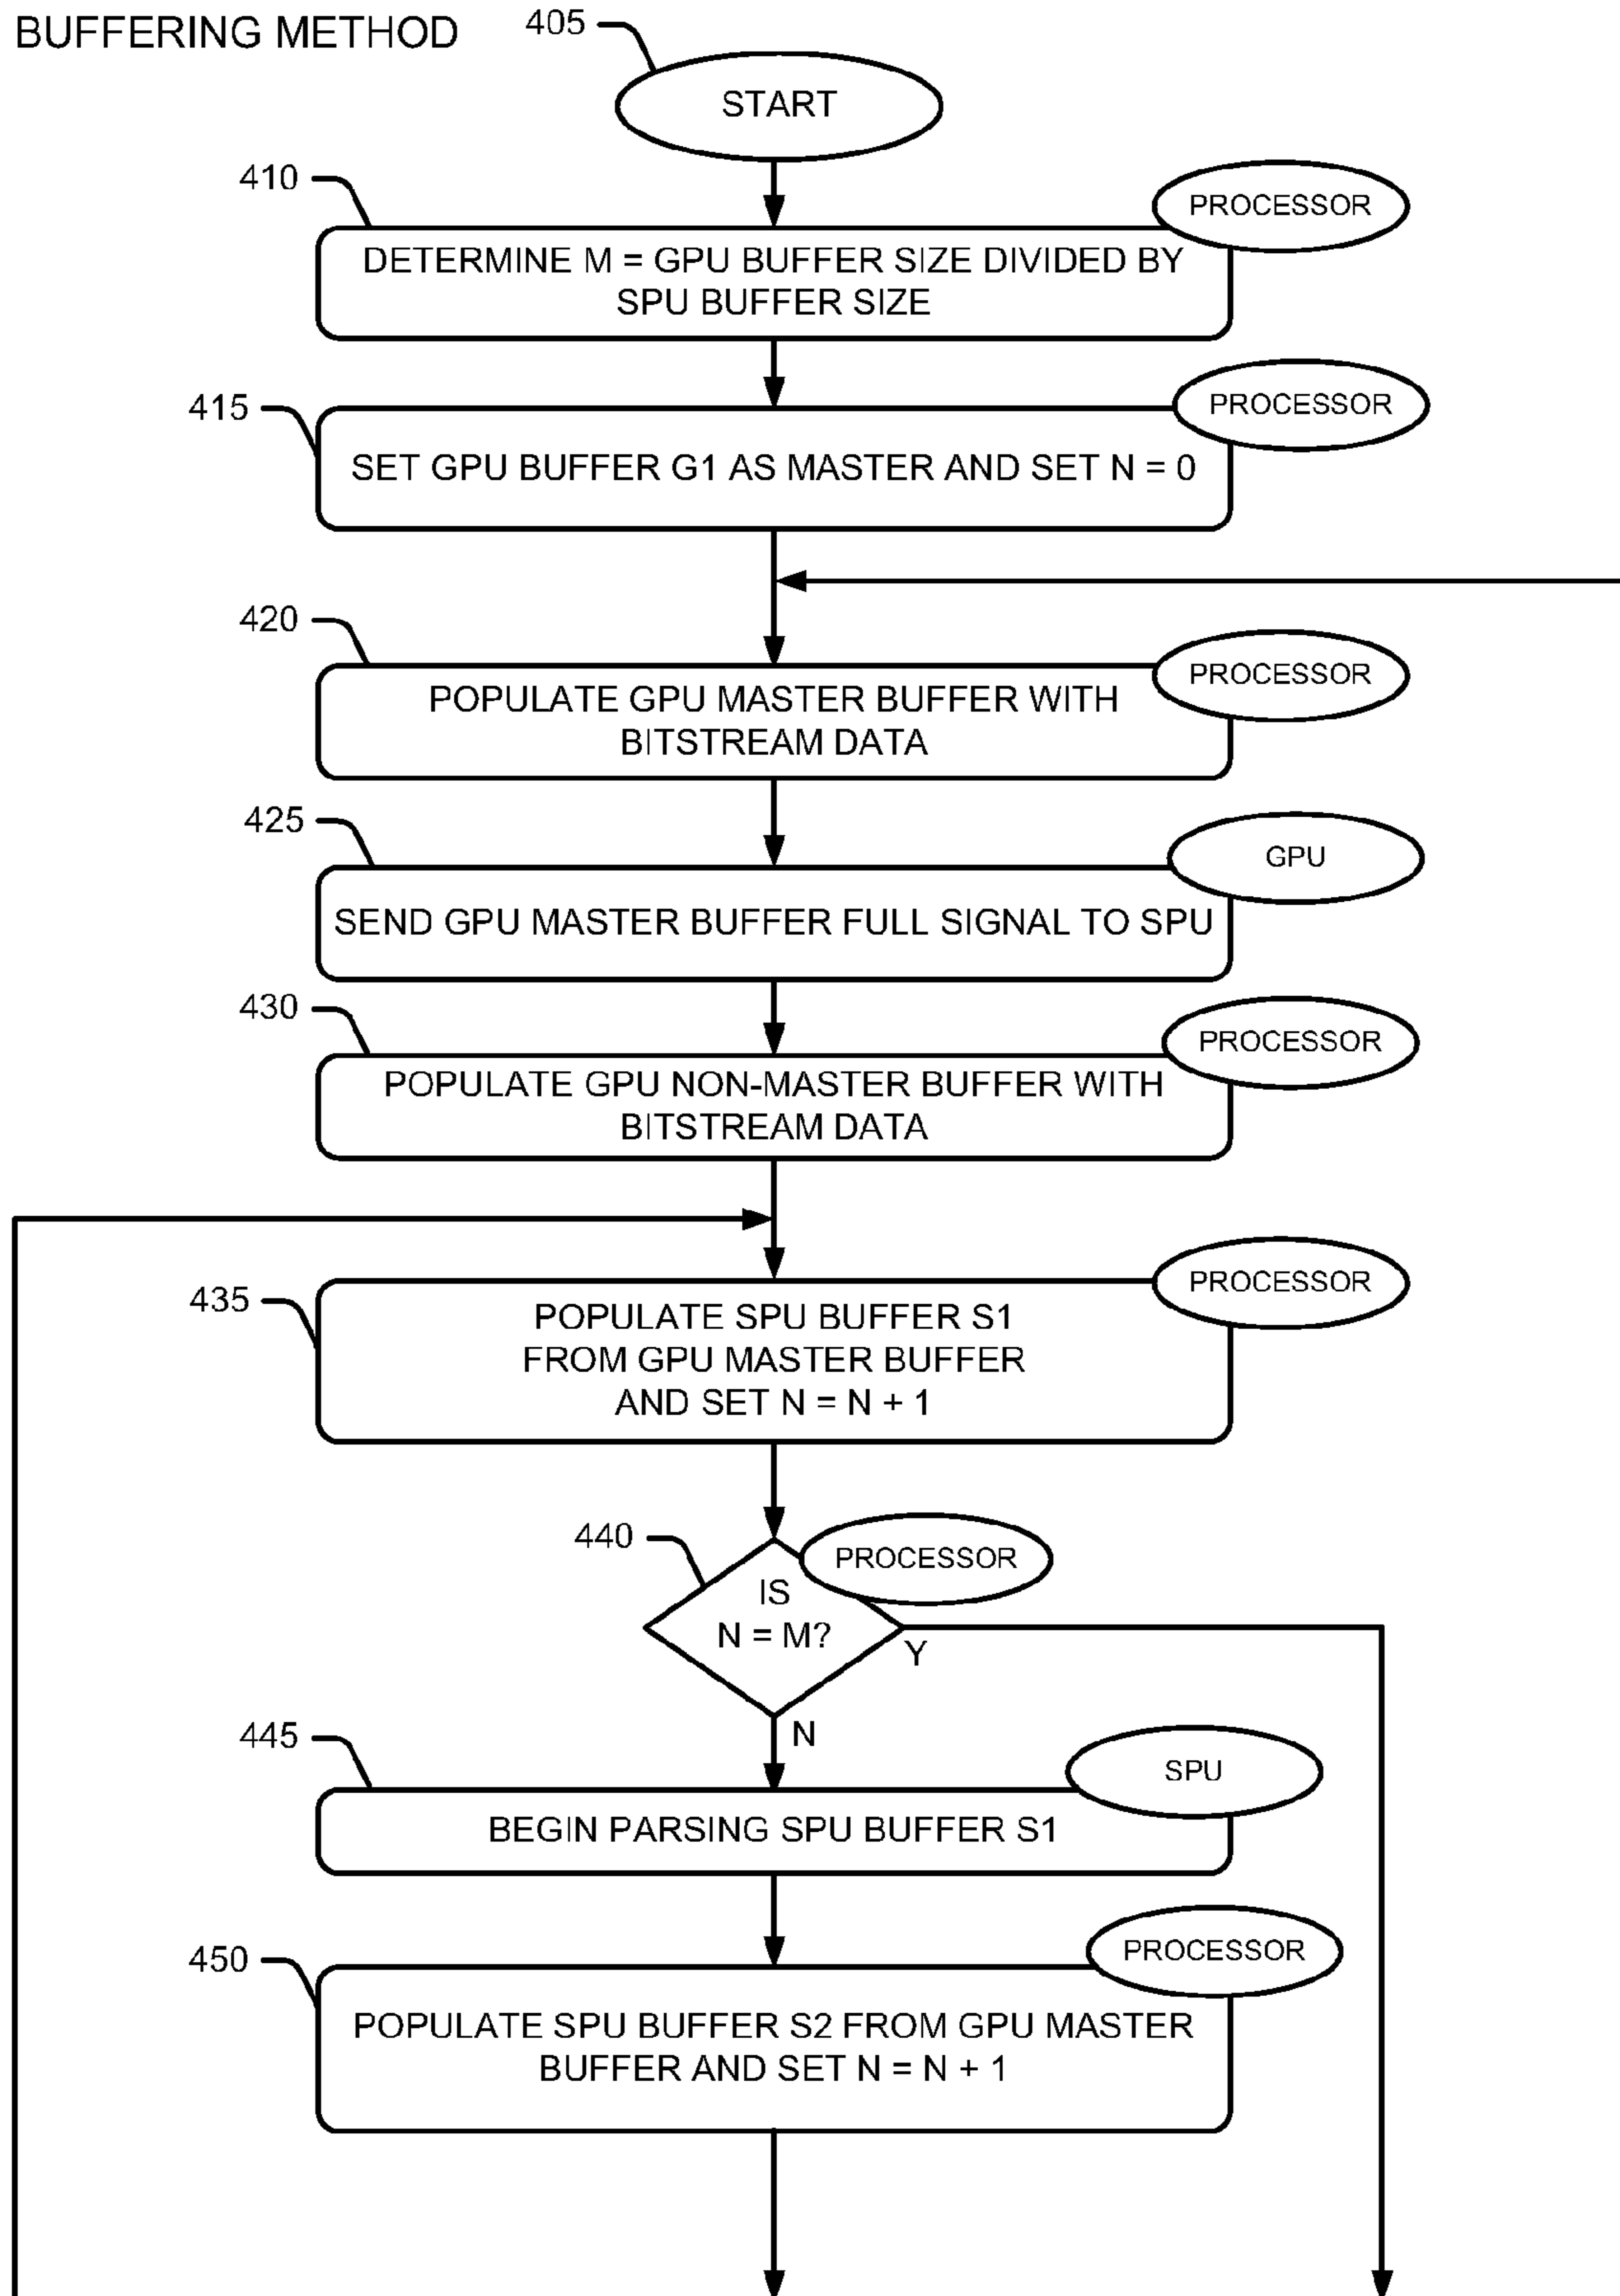 BUFFERING METHOD
405
START
410
PROCESSOR
DETERMINE M = GPU BUFFER SIZE DIVIDED BY
SPU BUFFER SIZE
415
PROCESSOR
SET GPU BUFFER G1 AS MASTER AND SET N = 0
420
PROCESSOR
POPULATE GPU MASTER BUFFER WITH
BITSTREAM DATA
425
GPU
SEND GPU MASTER BUFFER FULL SIGNAL TO SPU
430
PROCESSOR
POPULATE GPU NON-MASTER BUFFER WITH
BITSTREAM DATA
435
PROCESSOR
POPULATE SPU BUFFER S1
FROM GPU MASTER BUFFER
AND SET N = N + 1
440
PROCESSOR
IS
N = M?
Y
N
445
SPU
BEGIN PARSING SPU BUFFER S1
450
PROCESSOR
POPULATE SPU BUFFER S2 FROM GPU MASTER
BUFFER AND SET N = N + 1